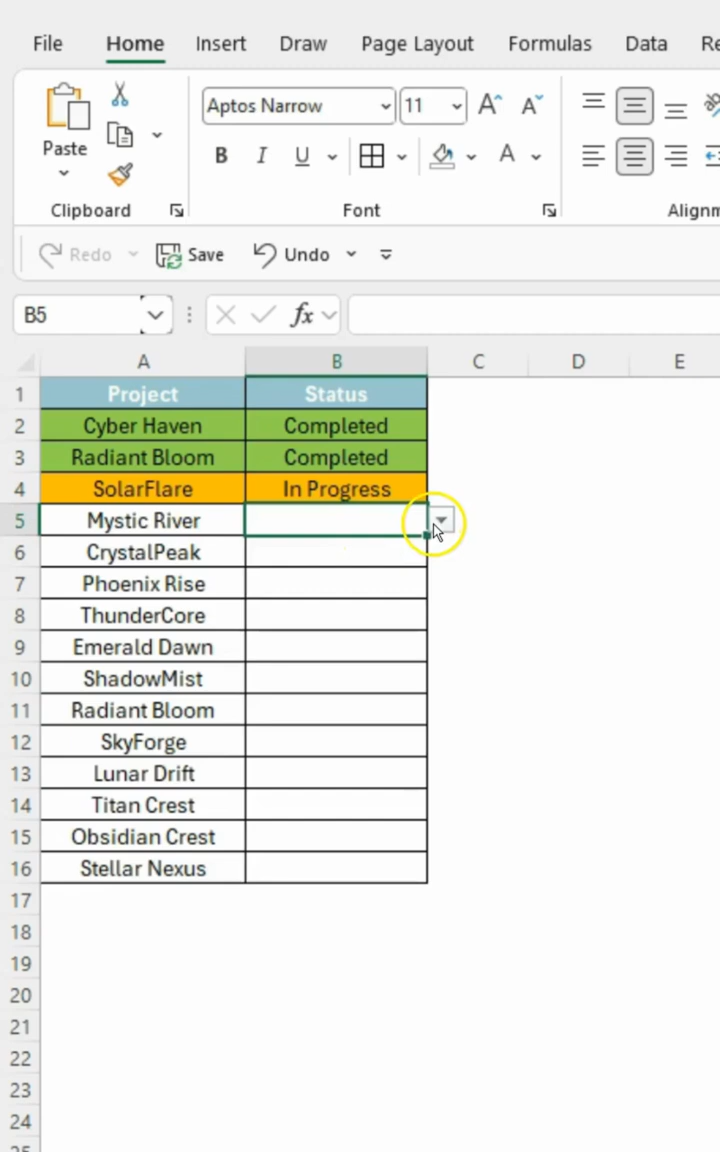 File Home Insert Draw Page Layout Formulas Data Re
Aptos Narrow 11 A A
Paste
B I U A
Clipboard Font Alignm
Redo Save Undo
B5 fx
A B C D E
1 Project Status
2 Cyber Haven Completed
3 Radiant Bloom Completed
4 SolarFlare In Progress
5 Mystic River
6 CrystalPeak
7 Phoenix Rise
8 ThunderCore
9 Emerald Dawn
10 ShadowMist
11 Radiant Bloom
12 SkyForge
13 Lunar Drift
14 Titan Crest
15 Obsidian Crest
16 Stellar Nexus
17
18
19
20
21
22
23
24
25